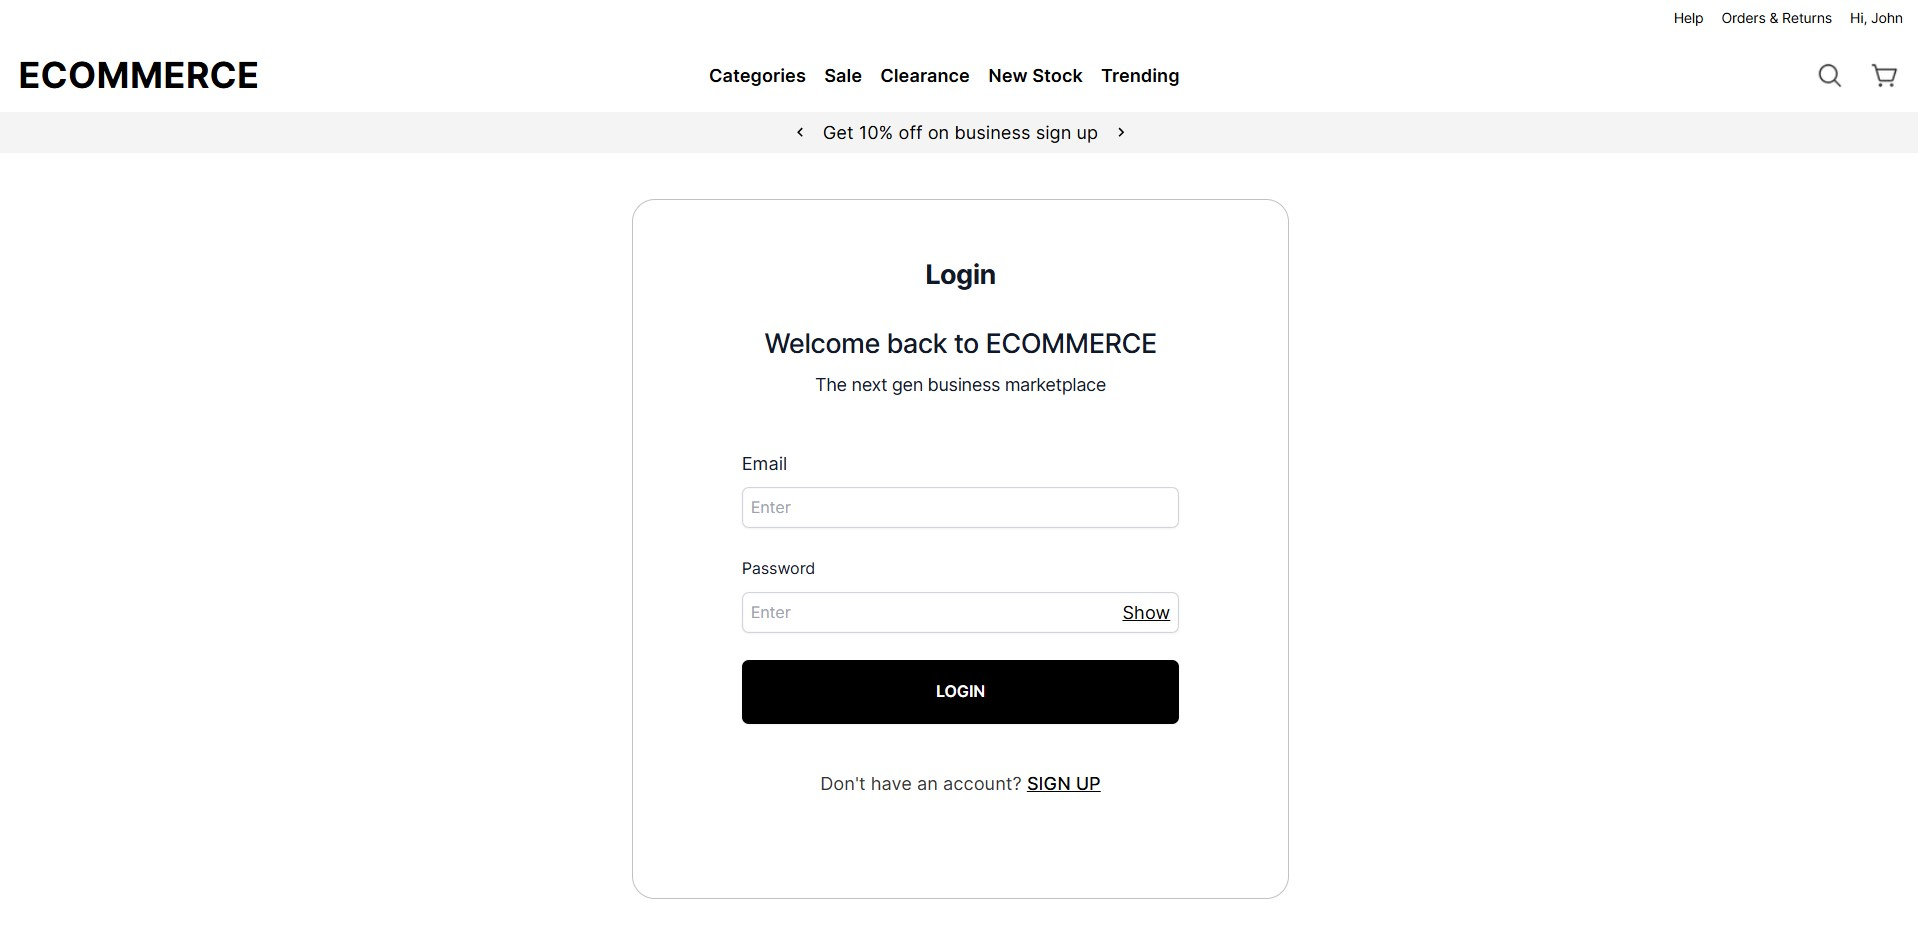 Help Orders & Returns Hi, John
ECOMMERCE Categories Sale Clearance New Stock Trending
Get 10% off on business sign up
Login
Welcome back to ECOMMERCE
The next gen business marketplace
Email
Enter
Password
Enter Show
LOGIN
Don't have an account? SIGN UP